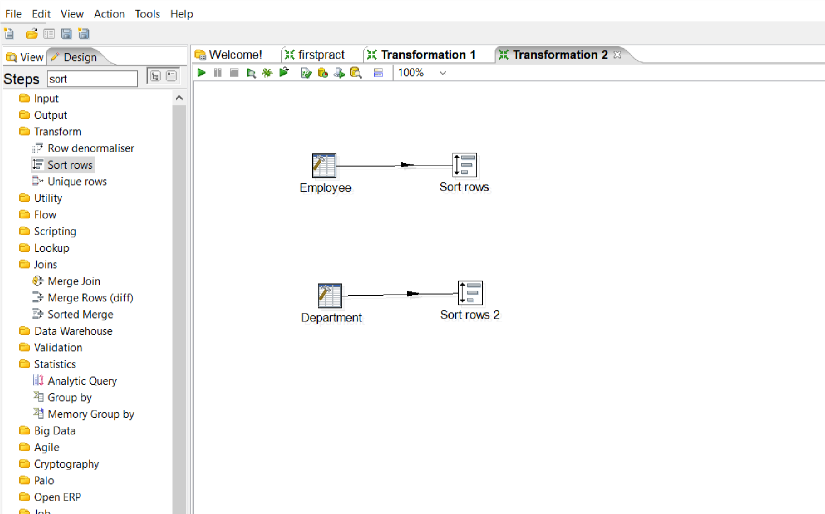 File Edit View Action Tools Help
View Design
Steps sort
Input
Output
Transform
Row denormaliser
Sort rows
Unique rows
Utility
Flow
Scripting
Lookup
Joins
Merge Join
Merge Rows (diff)
Sorted Merge
Data Warehouse
Validation
Statistics
Analytic Query
Group by
Memory Group by
Big Data
Agile
Cryptography
Palo
Open ERP
Job
Welcome! firstpract Transformation 1 Transformation 2
100%
Employee Sort rows
Department Sort rows 2